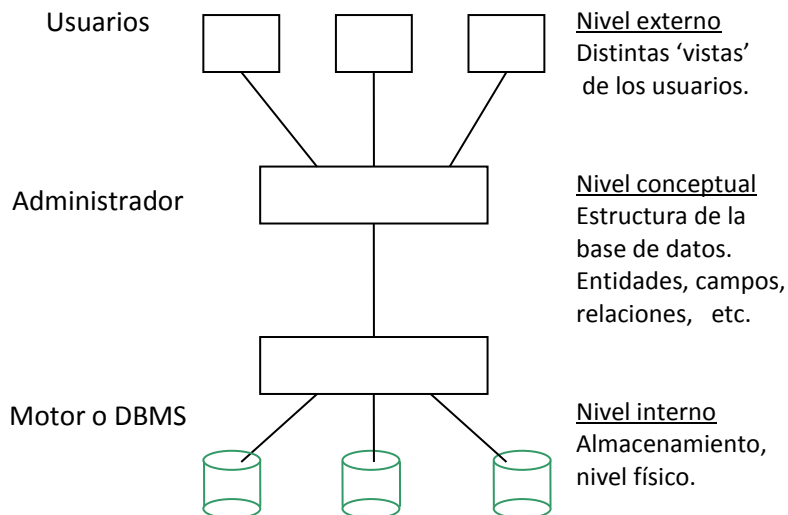 Usuarios
Nivel externo
Distintas ‘vistas’
de los usuarios.
Administrador
Nivel conceptual
Estructura de la
base de datos.
Entidades, campos,
relaciones, etc.
Motor o DBMS
Nivel interno
Almacenamiento,
nivel físico.